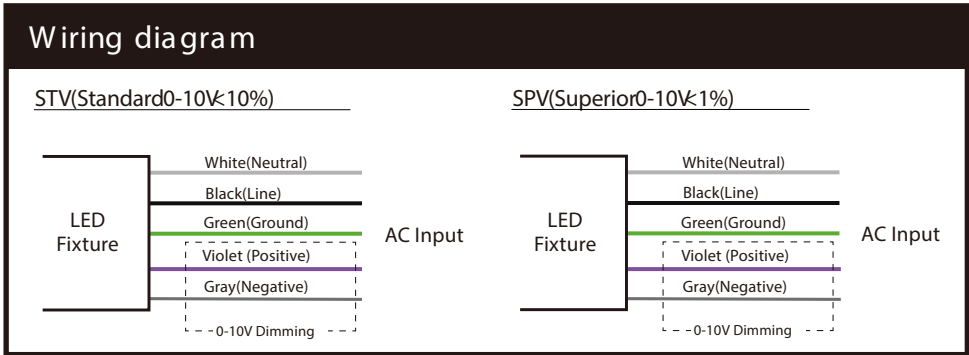 Wiring diagram
STV(Standard0-10V<10%)
White(Neutral)
Black(Line)
Green(Ground)
Violet (Positive)
Gray(Negative)
0-10V Dimming
LED
Fixture
AC Input
SPV(Superior0-10V<1%)
White(Neutral)
Black(Line)
Green(Ground)
Violet (Positive)
Gray(Negative)
0-10V Dimming
LED
Fixture
AC Input